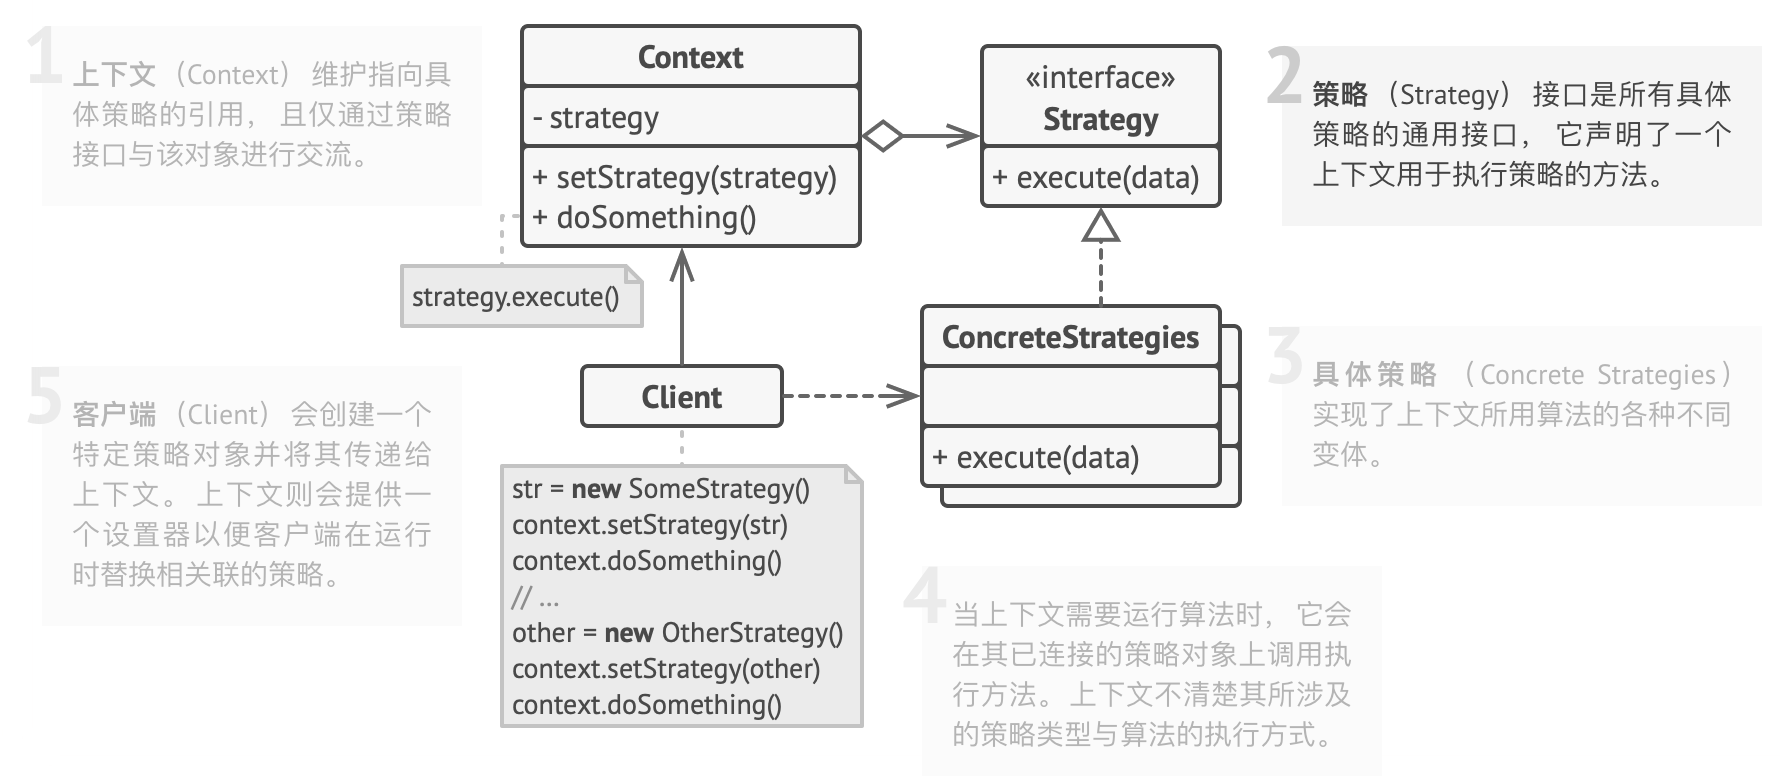 1
上下文（Context） 维护指向具
体策略的引用， 且仅通过策略
接口与该对象进行交流。
Context
- strategy
+ setStrategy(strategy)
+ doSomething()
strategy.execute()
«interface»
Strategy
+ execute(data)
2
策略（Strategy） 接口是所有具体
策略的通用接口， 它声明了一个
上下文用于执行策略的方法。
ConcreteStrategies
+ execute(data)
3
具体策略 （Concrete Strategies）
实现了上下文所用算法的各种不同
变体。
5
客户端（Client） 会创建一个
特定策略对象并将其传递给
上下文。 上下文则会提供一
个设置器以便客户端在运行
时替换相关联的策略。
Client
str = new SomeStrategy()
context.setStrategy(str)
context.doSomething()
// ...
other = new OtherStrategy()
context.setStrategy(other)
context.doSomething()
4
当上下文需要运行算法时， 它会
在其已连接的策略对象上调用执
行方法。上下文不清楚其所涉及
的策略类型与算法的执行方式。